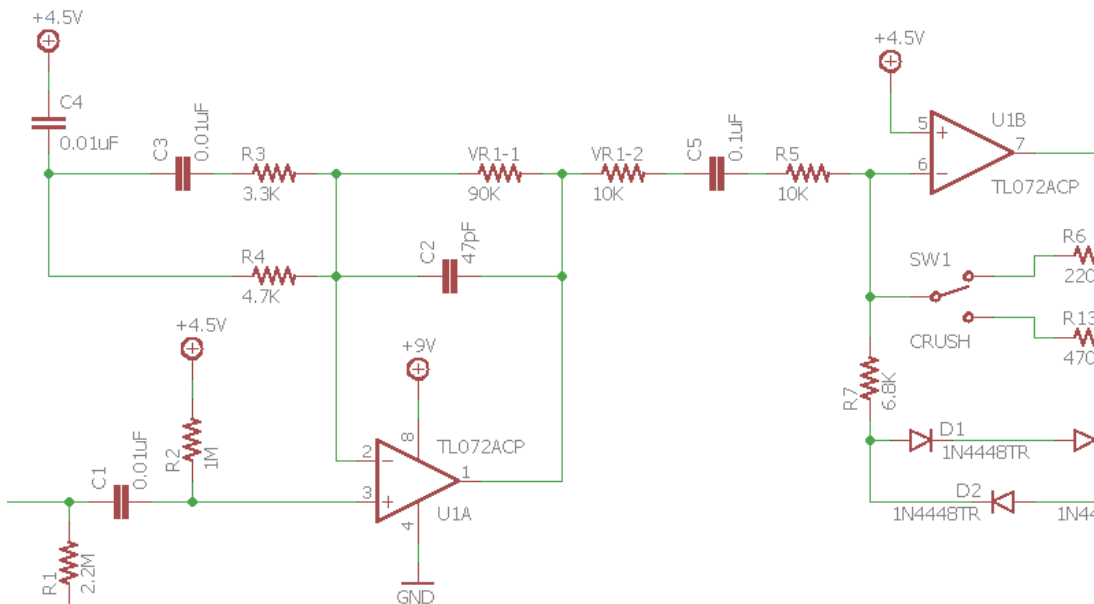 +4.5V
C4
0.01uF
C3
0.01uF
R3
3.3K
VR1-1
90K
VR1-2
10K
C5
0.1uF
R5
10K
+4.5V
5
+
6
-
U1B
7
TL072ACP
R4
4.7K
C2
47pF
SW1
CRUSH
R6
220
R13
470
+4.5V
+9V
R2
1M
R7
6.8K
C1
0.01uF
2
-
3
+
8
4
1
TL072ACP
U1A
D1
1N4448TR
D2
1N4448TR
1N4
R1
2.2M
GND